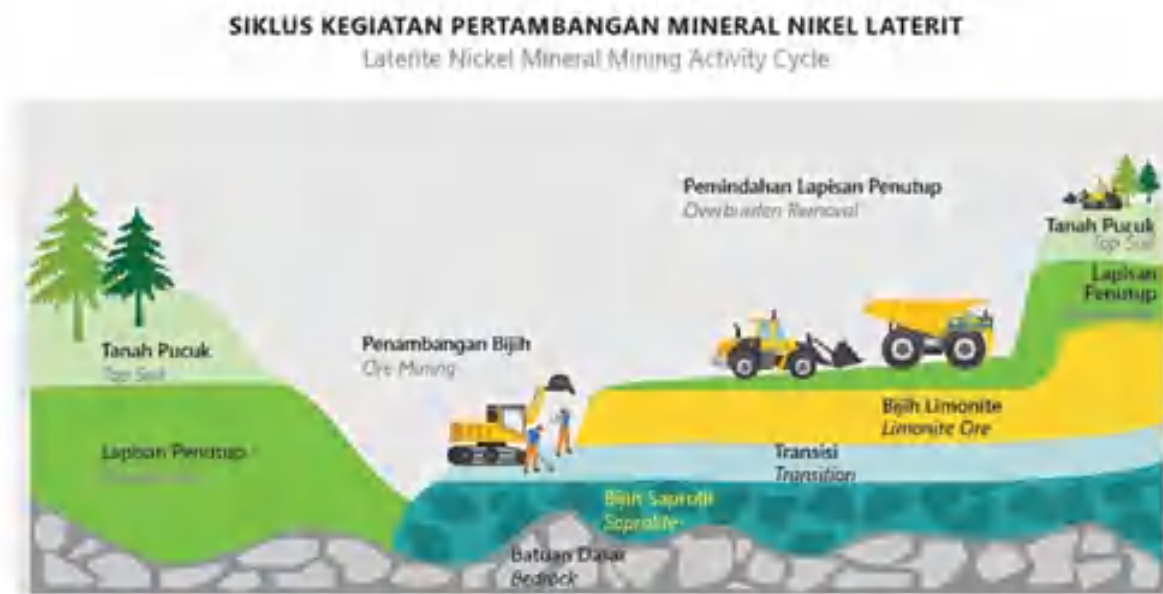 SIKLUS KEGIATAN PERTAMBANGAN MINERAL NIKEL LATERIT
Laterite Nickel Mineral Mining Activity Cycle
Pemindahan Lapisan Penutup
Overburden Removal
Tanah Pucuk
Top Soil
Lapisan
Penutup
Penambangan Bijih
Ore Mining
Tanah Pucuk
Top Soil
Lapisan Penutup
Bijih Limonite
Limonite Ore
Transisi
Transition
Bijih Saprolit
Saprolite
Batuan Dasar
Bedrock